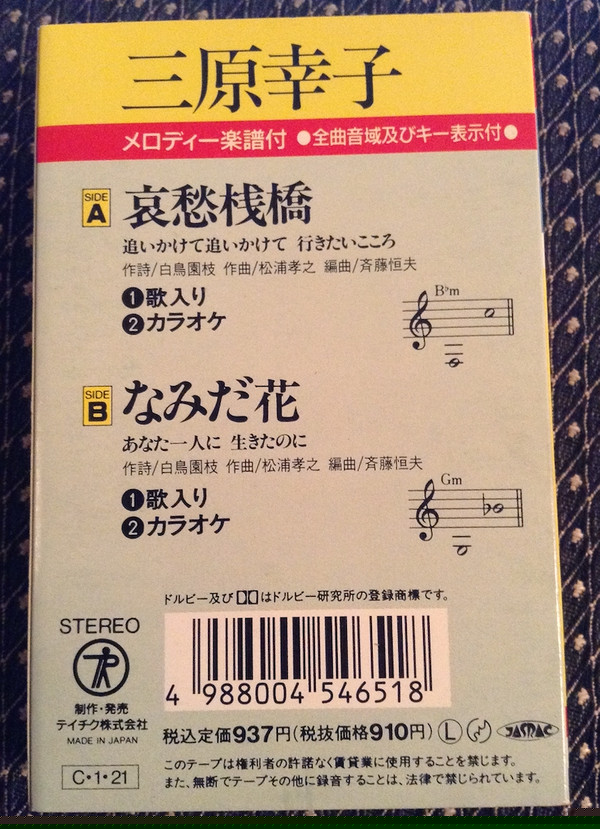 三原幸子
メロディー楽譜付 ●全曲音域及びキー表示付●
SIDE A 哀愁桟橋
追いかけて追いかけて 行きたいこころ
作詩/白鳥園枝 作曲/松浦孝之 編曲/斉藤恒夫
❶歌入り
❷カラオケ
B♭m
SIDE B なみだ花
あなた一人に 生きたのに
作詩/白鳥園枝 作曲/松浦孝之 編曲/斉藤恒夫
❶歌入り
❷カラオケ
Gm
ドルビー及びはドルビー研究所の登録商標です。
STEREO
4 988004 546518
制作・発売
テイチク株式会社
MADE IN JAPAN
税込定価937円(税抜価格910円) L JASRAC
C・1・21
このテープは権利者の許諾なく賃貸業に使用することを禁じます。
また、無断でテープその他に録音することは、法律で禁じられています。